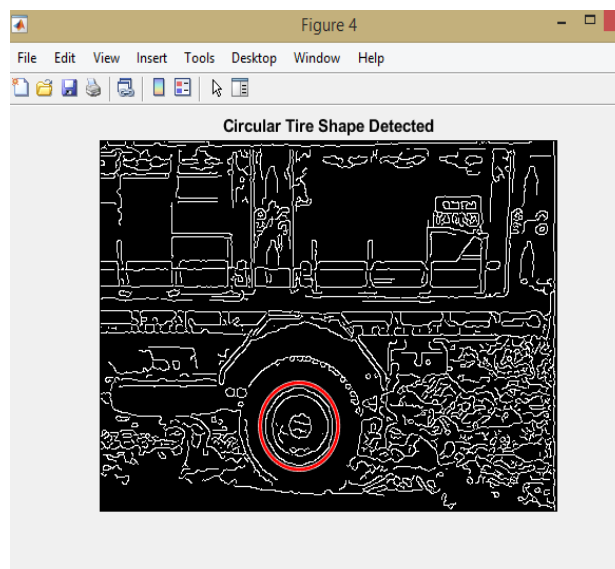 Figure 4
File Edit View Insert Tools Desktop Window Help
Circular Tire Shape Detected